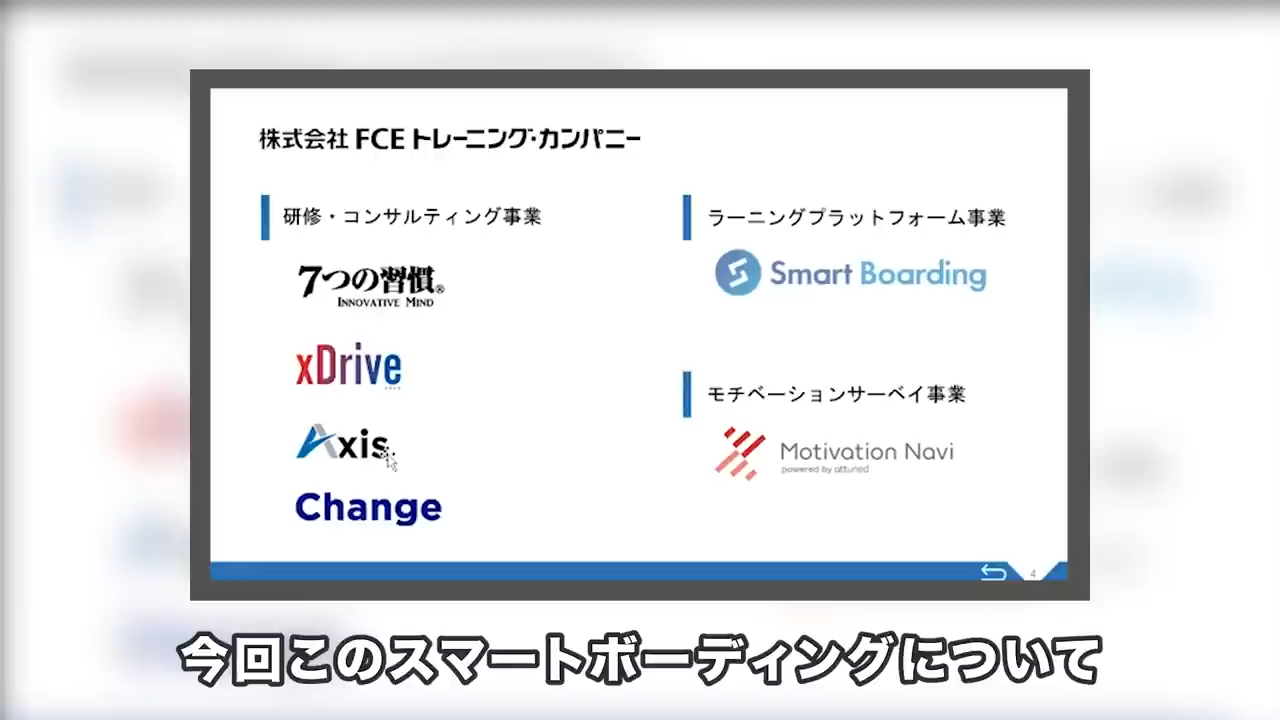 株式会社 FCE トレーニング・カンパニー
研修・コンサルティング事業
7つの習慣®
INNOVATIVE MIND
xDrive
Axis
Change
ラーニングプラットフォーム事業
Smart Boarding
モチベーションサーベイ事業
Motivation Navi
powered by attuned
4
今回このスマートボーディングについて